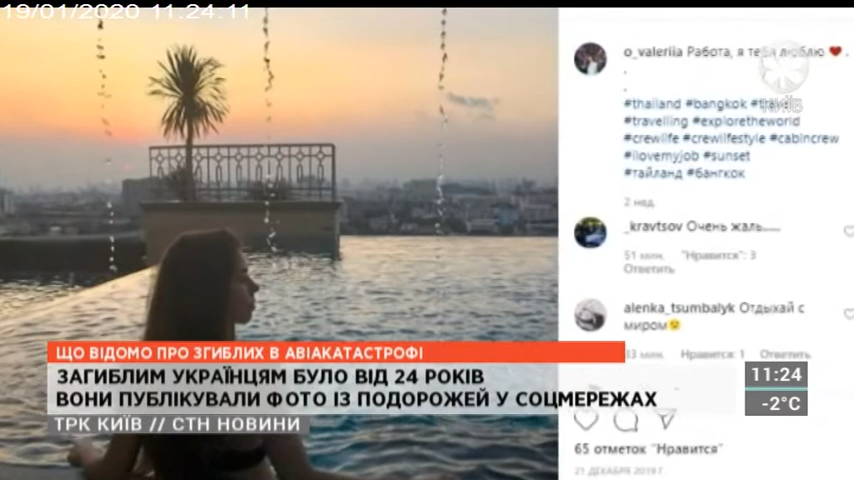 19/01/2020 11:24:11
o_valeriia Работа, я тебя люблю ❤ .
.
.
#thailand #bangkok #travel
#travelling #exploretheworld
#crewlife #crewlifestyle #cabincrew
#ilovemyjob #sunset
#тайланд #бангкок
2 нед.
КИЇВ
_kravtsov Очень жаль.....
51 мин. "Нравится": 3
Ответить
alenka_tsumbalyk Отдыхай с
миром😢
33 мин. 1 Ответить
ЩО ВІДОМО ПРО ЗГИБЛИХ В АВІАКАТАСТРОФІ
ЗАГИБЛИМ УКРАЇНЦЯМ БУЛО ВІД 24 РОКІВ
ВОНИ ПУБЛІКУВАЛИ ФОТО ІЗ ПОДОРОЖЕЙ У СОЦМЕРЕЖАХ
ТРК КИЇВ // СТН НОВИНИ
11:24
-2°C
65 отметок "Нравится"
21 ДЕКАБРЯ 2019 Г.